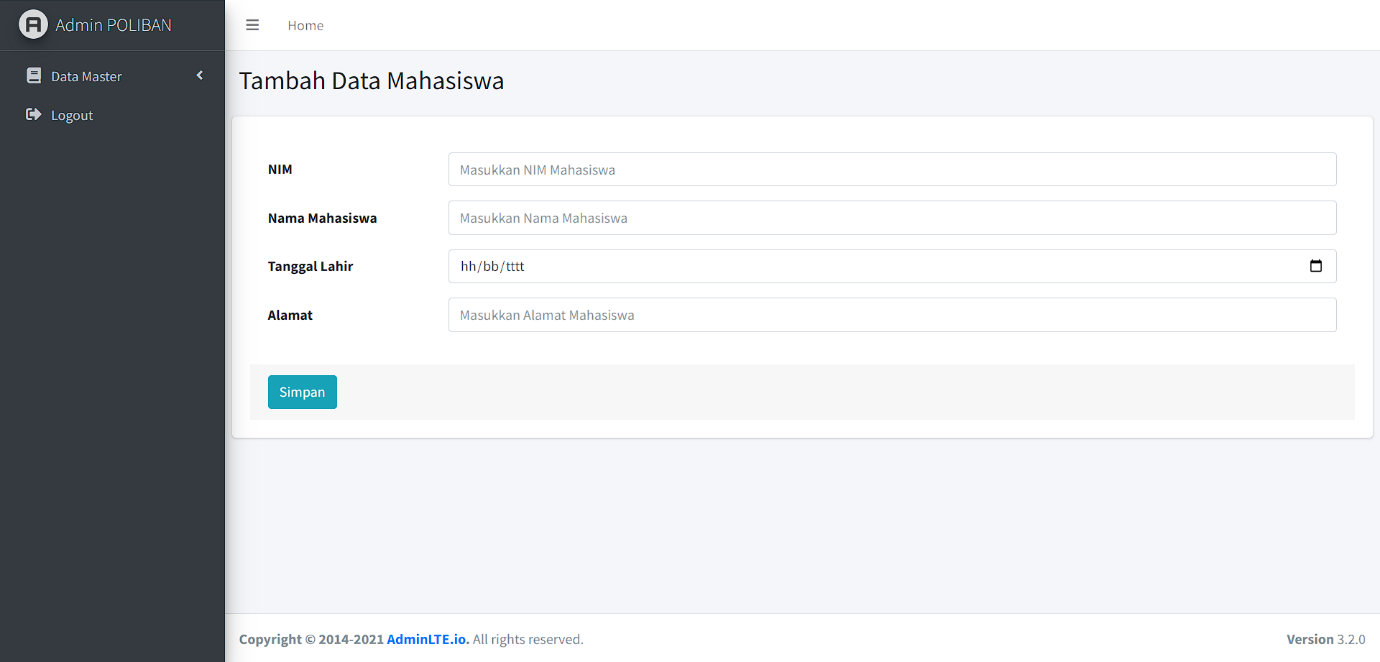 Admin POLIBAN
Home
Data Master
Logout
Tambah Data Mahasiswa
NIM Masukkan NIM Mahasiswa
Nama Mahasiswa Masukkan Nama Mahasiswa
Tanggal Lahir hh/bb/tttt
Alamat Masukkan Alamat Mahasiswa
Simpan
Copyright © 2014-2021 AdminLTE.io. All rights reserved. Version 3.2.0